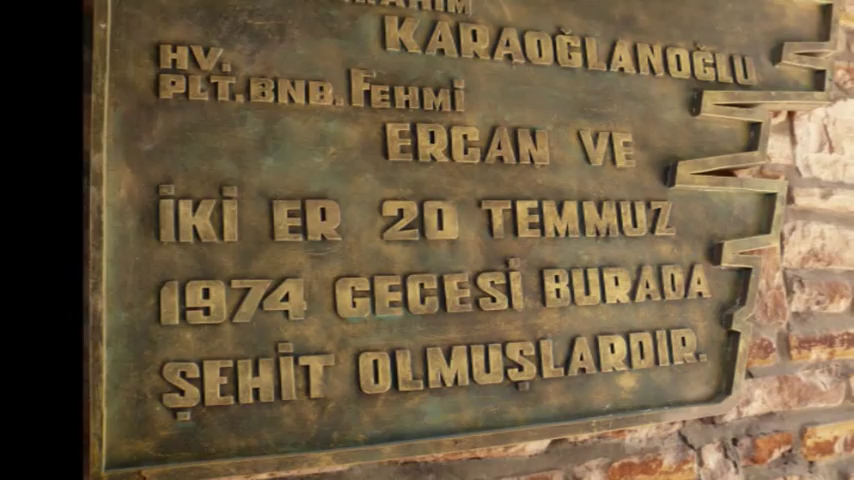 KARAOĞLANOĞLU
HV.
PLT.BNB. FEHMİ
ERCAN VE
İKİ ER 20 TEMMUZ
1974 GECESİ BURADA
ŞEHİT OLMUŞLARDIR.